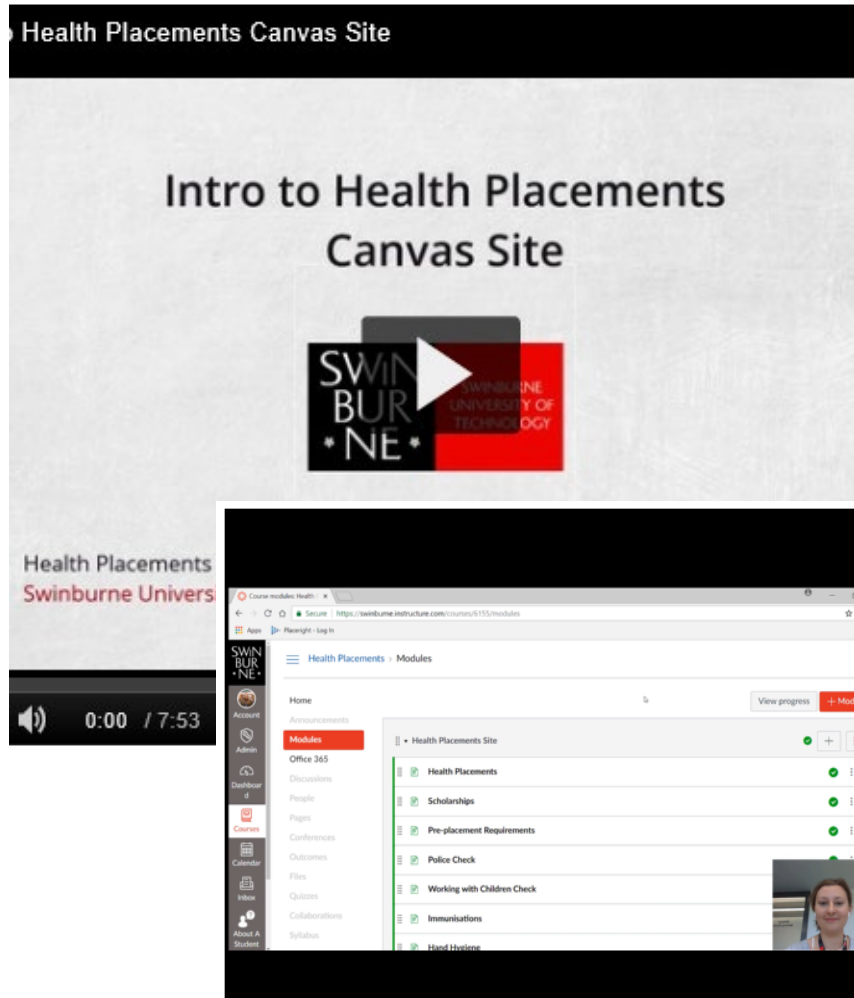 Health Placements Canvas Site
Intro to Health Placements
Canvas Site
SWIN
BUR
NE
SWINBURNE
UNIVERSITY OF
TECHNOLOGY
Health Placements
Swinburne Univers
0:00 / 7:53
Course modules: Health
Secure https://swinburne.instructure.com/courses/6155/modules
Apps Placeright - Log In
SWIN
BUR
NE
Health Placements > Modules
Account
Admin
Dashboar
d
Courses
Calendar
Inbox
About A
Student
Home
Announcements
Modules
Office 365
Discussions
People
Pages
Conferences
Outcomes
Files
Quizzes
Collaborations
Syllabus
View progress + Mod
Health Placements Site
Health Placements
Scholarships
Pre-placement Requirements
Police Check
Working with Children Check
Immunisations
Hand Hygiene